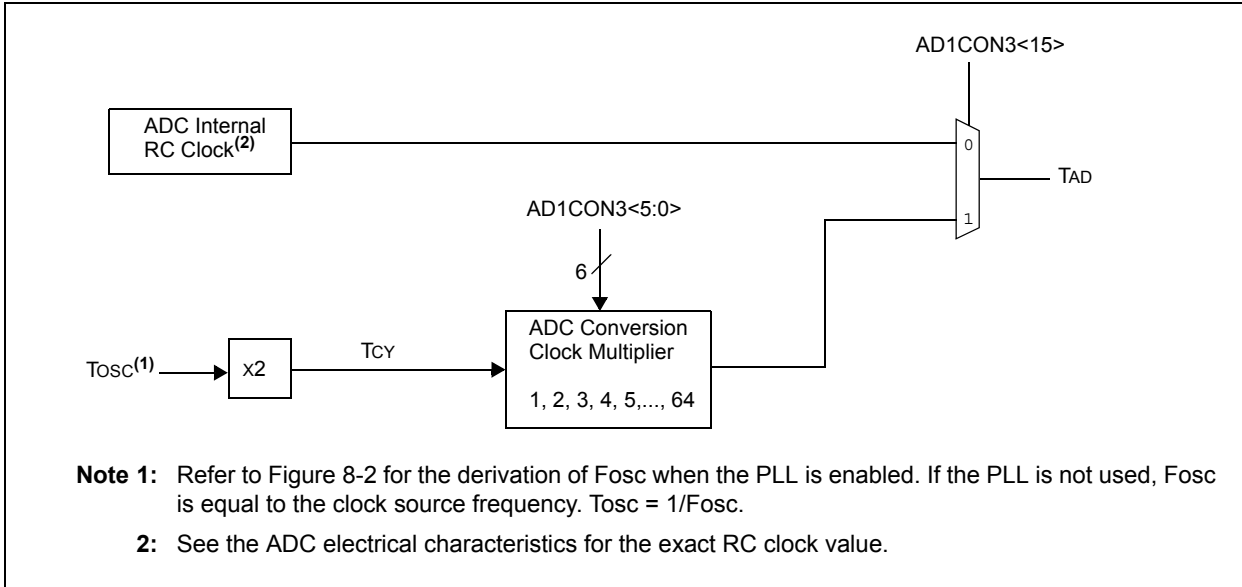 AD1CON3<15>
ADC Internal
RC Clock(2)
0
TAD
AD1CON3<5:0>
1
6
ADC Conversion
Clock Multiplier
TOSC(1)
x2
TCY
1, 2, 3, 4, 5,..., 64
Note 1: Refer to Figure 8-2 for the derivation of Fosc when the PLL is enabled. If the PLL is not used, Fosc
is equal to the clock source frequency. Tosc = 1/Fosc.
2: See the ADC electrical characteristics for the exact RC clock value.